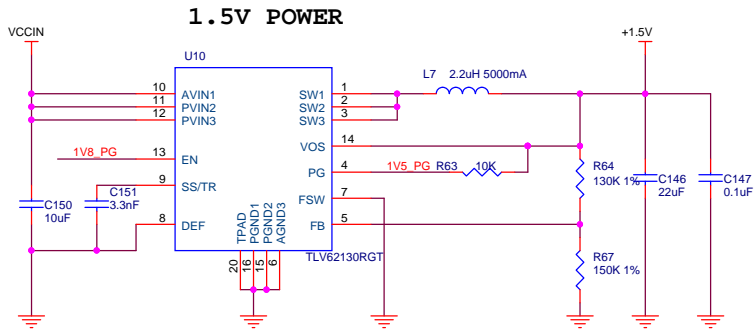 1.5V POWER
VCCIN
+1.5V
U10
L7 2.2uH 5000mA
10 AVIN1 SW1 1
11 PVIN2 SW2 2
12 PVIN3 SW3 3
VOS 14
1V8_PG 13 EN PG 4 1V5_PG R63 10K
R64
130K 1%
C146
22uF
C147
0.1uF
9 SS/TR
C151
3.3nF
FSW 7
C150
10uF
8 DEF FB 5
TPAD
PGND1
PGND2
AGND3
20
16
15
6
TLV62130RGT
R67
150K 1%